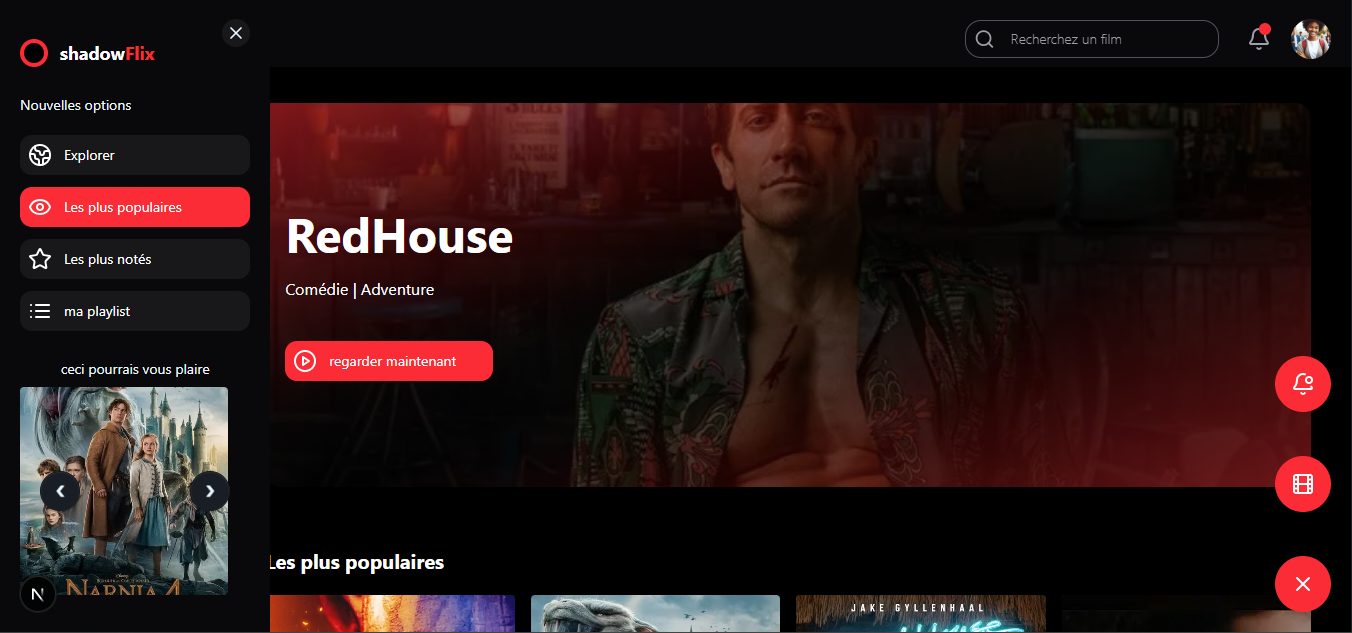 shadowFlix
Recherchez un film
Nouvelles options
Explorer
Les plus populaires
Les plus notés
ma playlist
ceci pourrais vous plaire
NARNIA 4
N
RedHouse
Comédie | Adventure
regarder maintenant
Les plus populaires
JAKE GYLLENHAAL